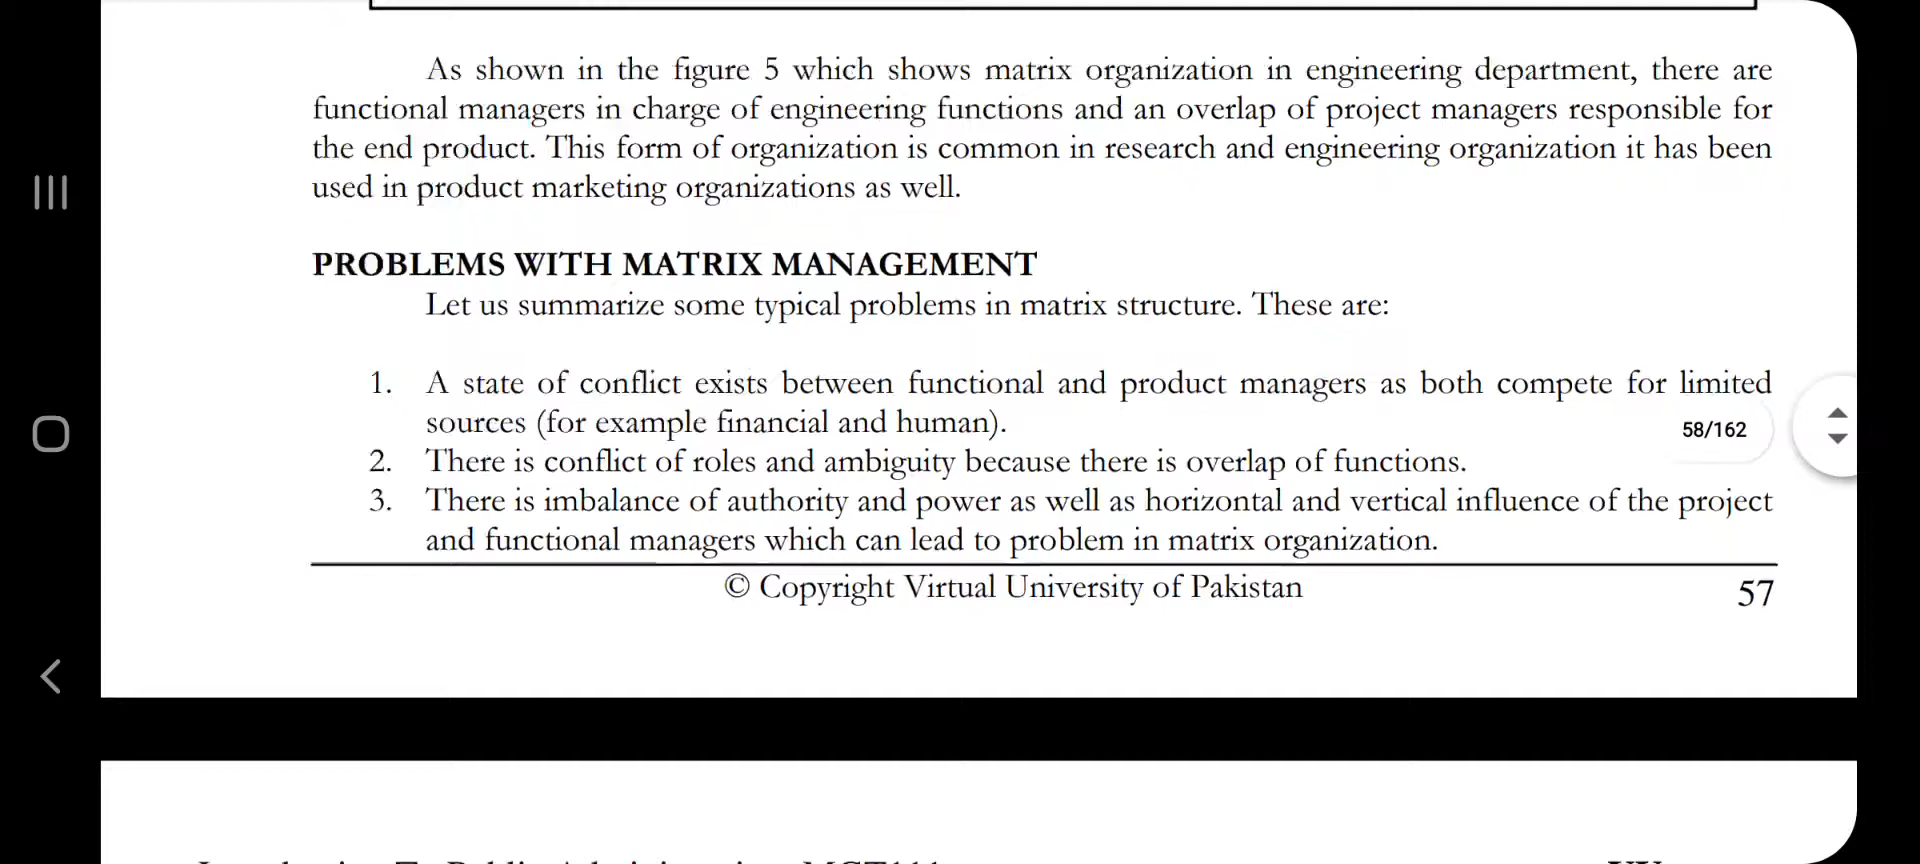 As shown in the figure 5 which shows matrix organization in engineering department, there are
functional managers in charge of engineering functions and an overlap of project managers responsible for
the end product. This form of organization is common in research and engineering organization it has been
used in product marketing organizations as well.
PROBLEMS WITH MATRIX MANAGEMENT
Let us summarize some typical problems in matrix structure. These are:
1. A state of conflict exists between functional and product managers as both compete for limited
sources (for example financial and human).
58/162
2. There is conflict of roles and ambiguity because there is overlap of functions.
3. There is imbalance of authority and power as well as horizontal and vertical influence of the project
and functional managers which can lead to problem in matrix organization.
© Copyright Virtual University of Pakistan
57